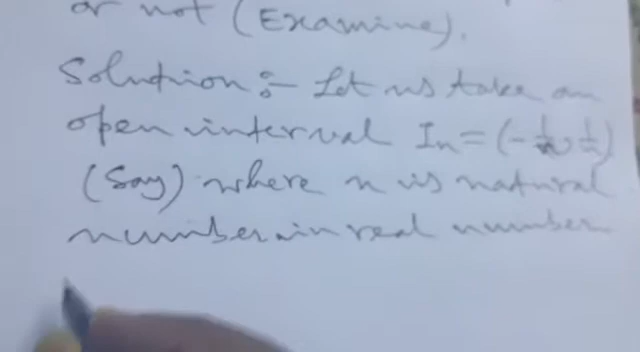 or not (Examine).
Solution :- Let us take an
open interval In = (-1/n, 1/n)
(Say) where n is natural
number in real number